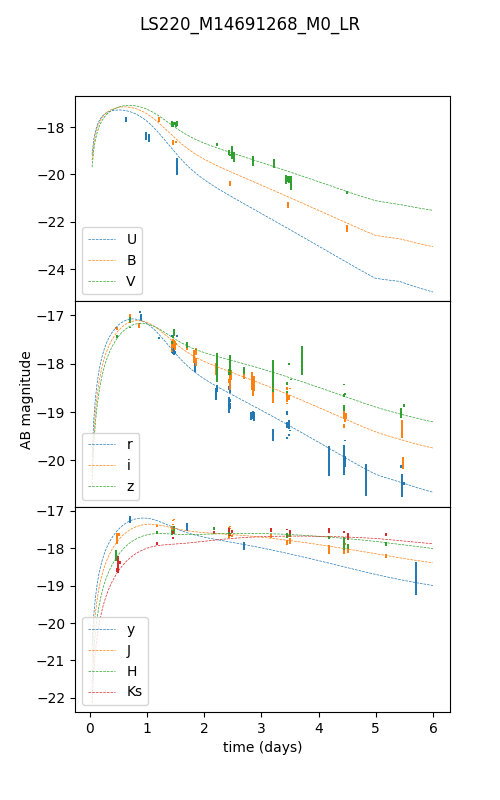 LS220_M14691268_M0_LR
−18
−20
−22
−24
U
B
V
−17
−18
−19
−20
AB magnitude
r
i
z
−17
−18
−19
−20
−21
−22
y
J
H
Ks
0 1 2 3 4 5 6
time (days)